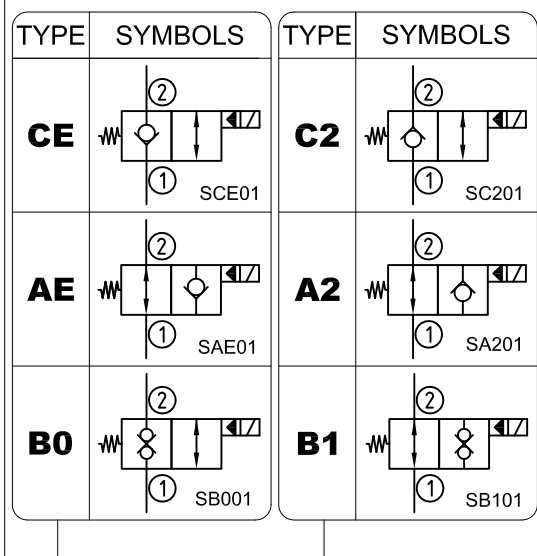 TYPE SYMBOLS TYPE SYMBOLS
CE 2 1 SCE01
C2 2 1 SC201
AE 2 1 SAE01
A2 2 1 SA201
B0 2 1 SB001
B1 2 1 SB101